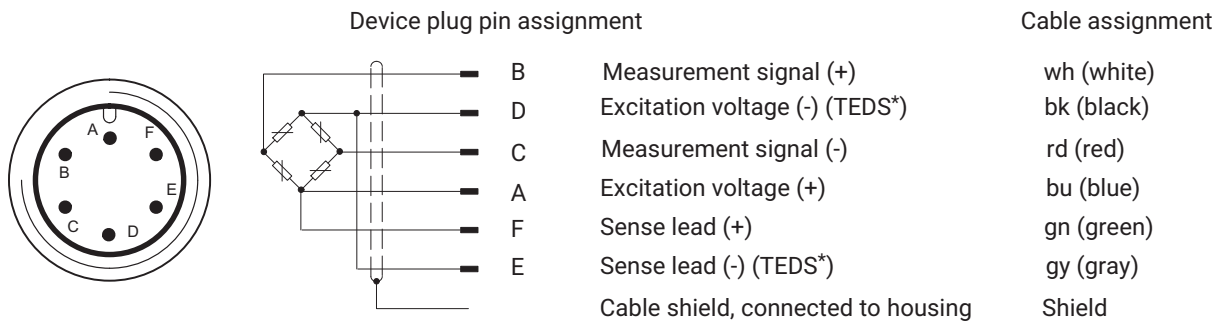 Device plug pin assignment Cable assignment
B Measurement signal (+) wh (white)
D Excitation voltage (-) (TEDS*) bk (black)
C Measurement signal (-) rd (red)
A Excitation voltage (+) bu (blue)
F Sense lead (+) gn (green)
E Sense lead (-) (TEDS*) gy (gray)
Cable shield, connected to housing Shield
A F
B
E
C D